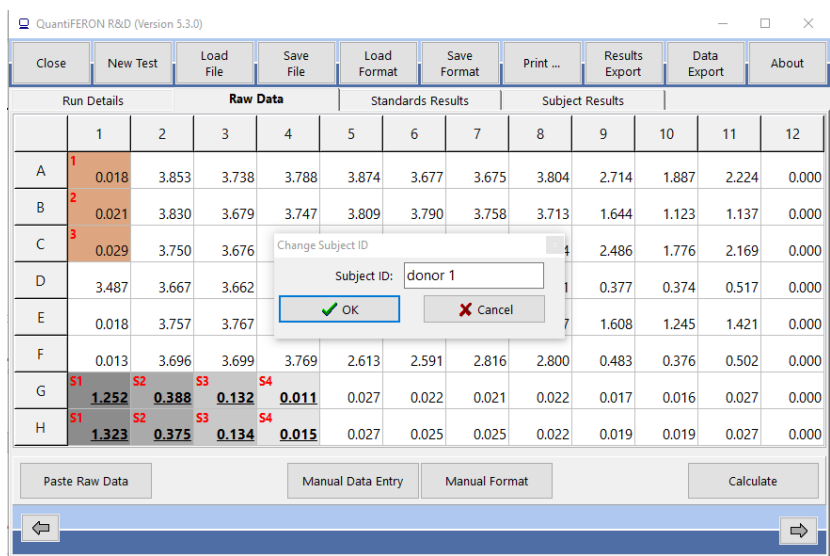 QuantiFERON R&D (Version 5.3.0)
Close New Test Load File Save File Load Format Save Format Print ... Results Export Data Export About
Run Details Raw Data Standards Results Subject Results
1 2 3 4 5 6 7 8 9 10 11 12
A 1 0.018 3.853 3.738 3.788 3.874 3.677 3.675 3.804 2.714 1.887 2.224 0.000
B 2 0.021 3.830 3.679 3.747 3.809 3.790 3.758 3.713 1.644 1.123 1.137 0.000
C 3 0.029 3.750 3.676 4 2.486 1.776 2.169 0.000
Change Subject ID
Subject ID: donor 1
OK Cancel
D 3.487 3.667 3.662 1 0.377 0.374 0.517 0.000
E 0.018 3.757 3.767 7 1.608 1.245 1.421 0.000
F 0.013 3.696 3.699 3.769 2.613 2.591 2.816 2.800 0.483 0.376 0.502 0.000
G S1 1.252 S2 0.388 S3 0.132 S4 0.011 0.027 0.022 0.021 0.022 0.017 0.016 0.027 0.000
H S1 1.323 S2 0.375 S3 0.134 S4 0.015 0.027 0.025 0.025 0.022 0.019 0.019 0.027 0.000
Paste Raw Data Manual Data Entry Manual Format Calculate